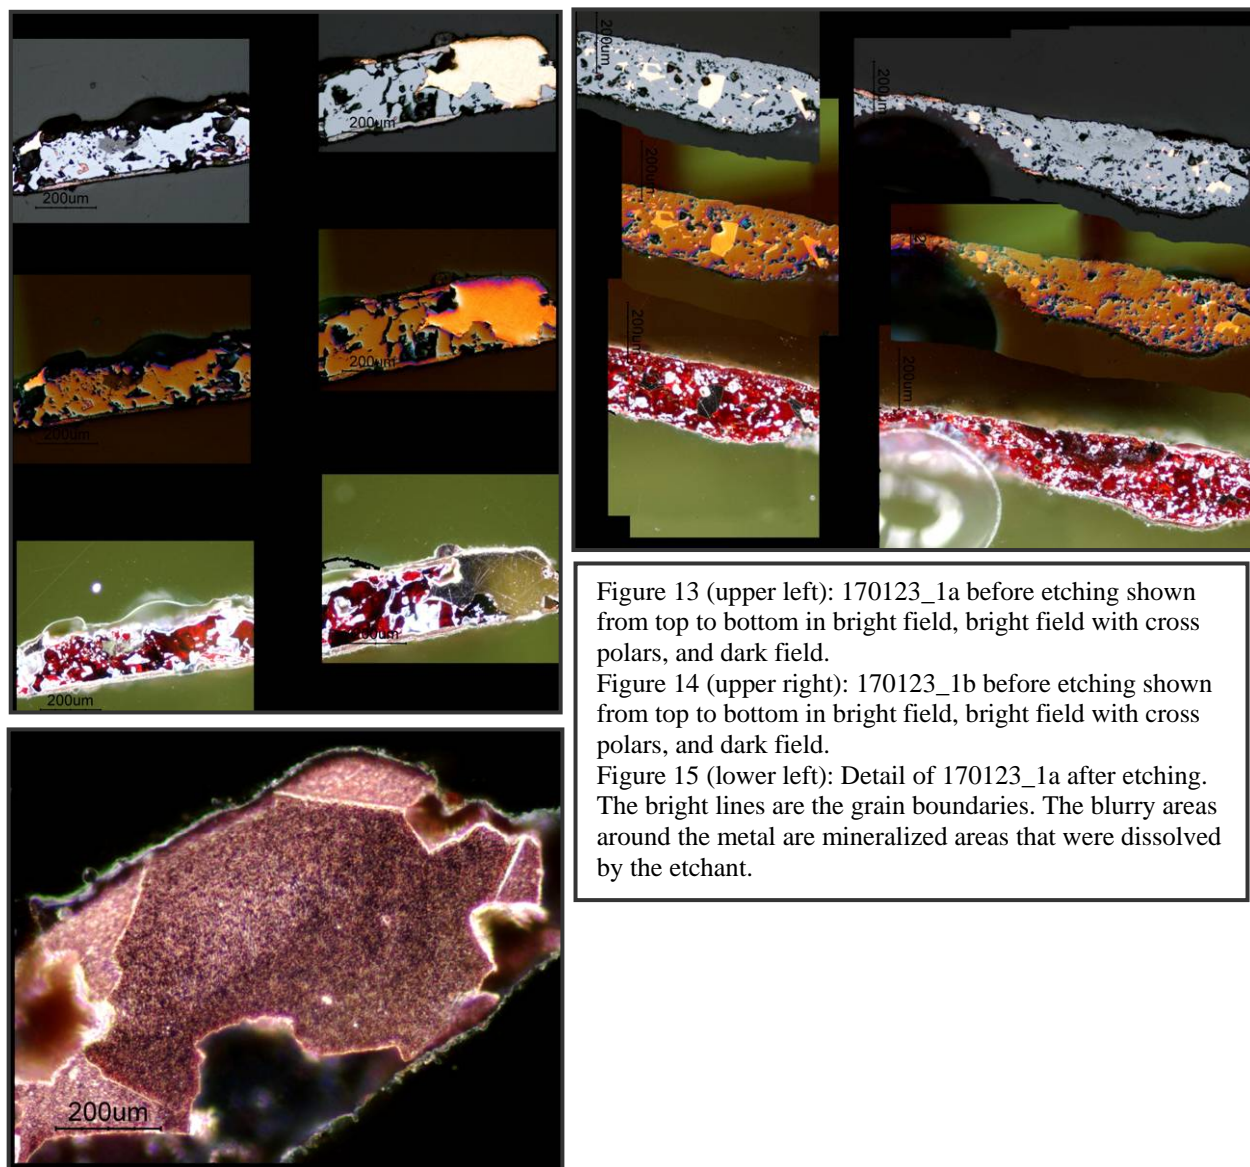 200um
200um
200um
200um
200um
200um
200um
200um
200um
200um
200um
200um
Figure 13 (upper left): 170123_1a before etching shown
from top to bottom in bright field, bright field with cross
polars, and dark field.
Figure 14 (upper right): 170123_1b before etching shown
from top to bottom in bright field, bright field with cross
polars, and dark field.
Figure 15 (lower left): Detail of 170123_1a after etching.
The bright lines are the grain boundaries. The blurry areas
around the metal are mineralized areas that were dissolved
by the etchant.
200um